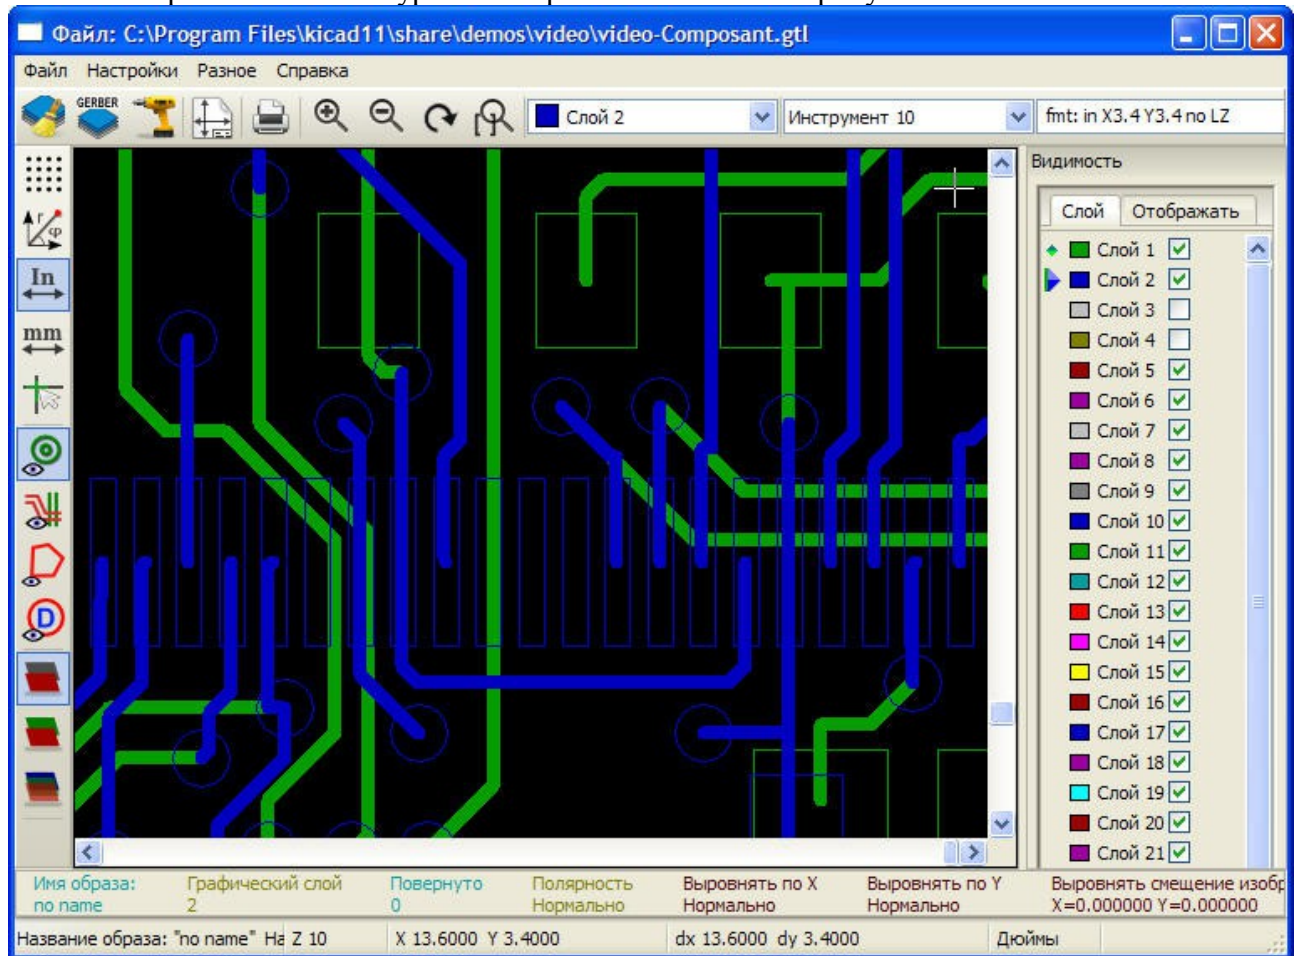 Файл: C:\Program Files\kicad11\share\demos\video\video-Composant.gtl
Файл Настройки Разное Справка
GERBER Слой 2 Инструмент 10 fmt: in X3.4 Y3.4 no LZ
Видимость
Слой Отображать
Слой 1
Слой 2
Слой 3
Слой 4
Слой 5
Слой 6
Слой 7
Слой 8
Слой 9
Слой 10
Слой 11
Слой 12
Слой 13
Слой 14
Слой 15
Слой 16
Слой 17
Слой 18
Слой 19
Слой 20
Слой 21
r
φ
In
mm
D
Имя образа: Графический слой Повернуто Полярность Выровнять по X Выровнять по Y Выровнять смещение изобр
no name 2 0 Нормально Нормально Нормально X=0.000000 Y=0.000000
Название образа: "no name" На Z 10 X 13.6000 Y 3.4000 dx 13.6000 dy 3.4000 Дюймы